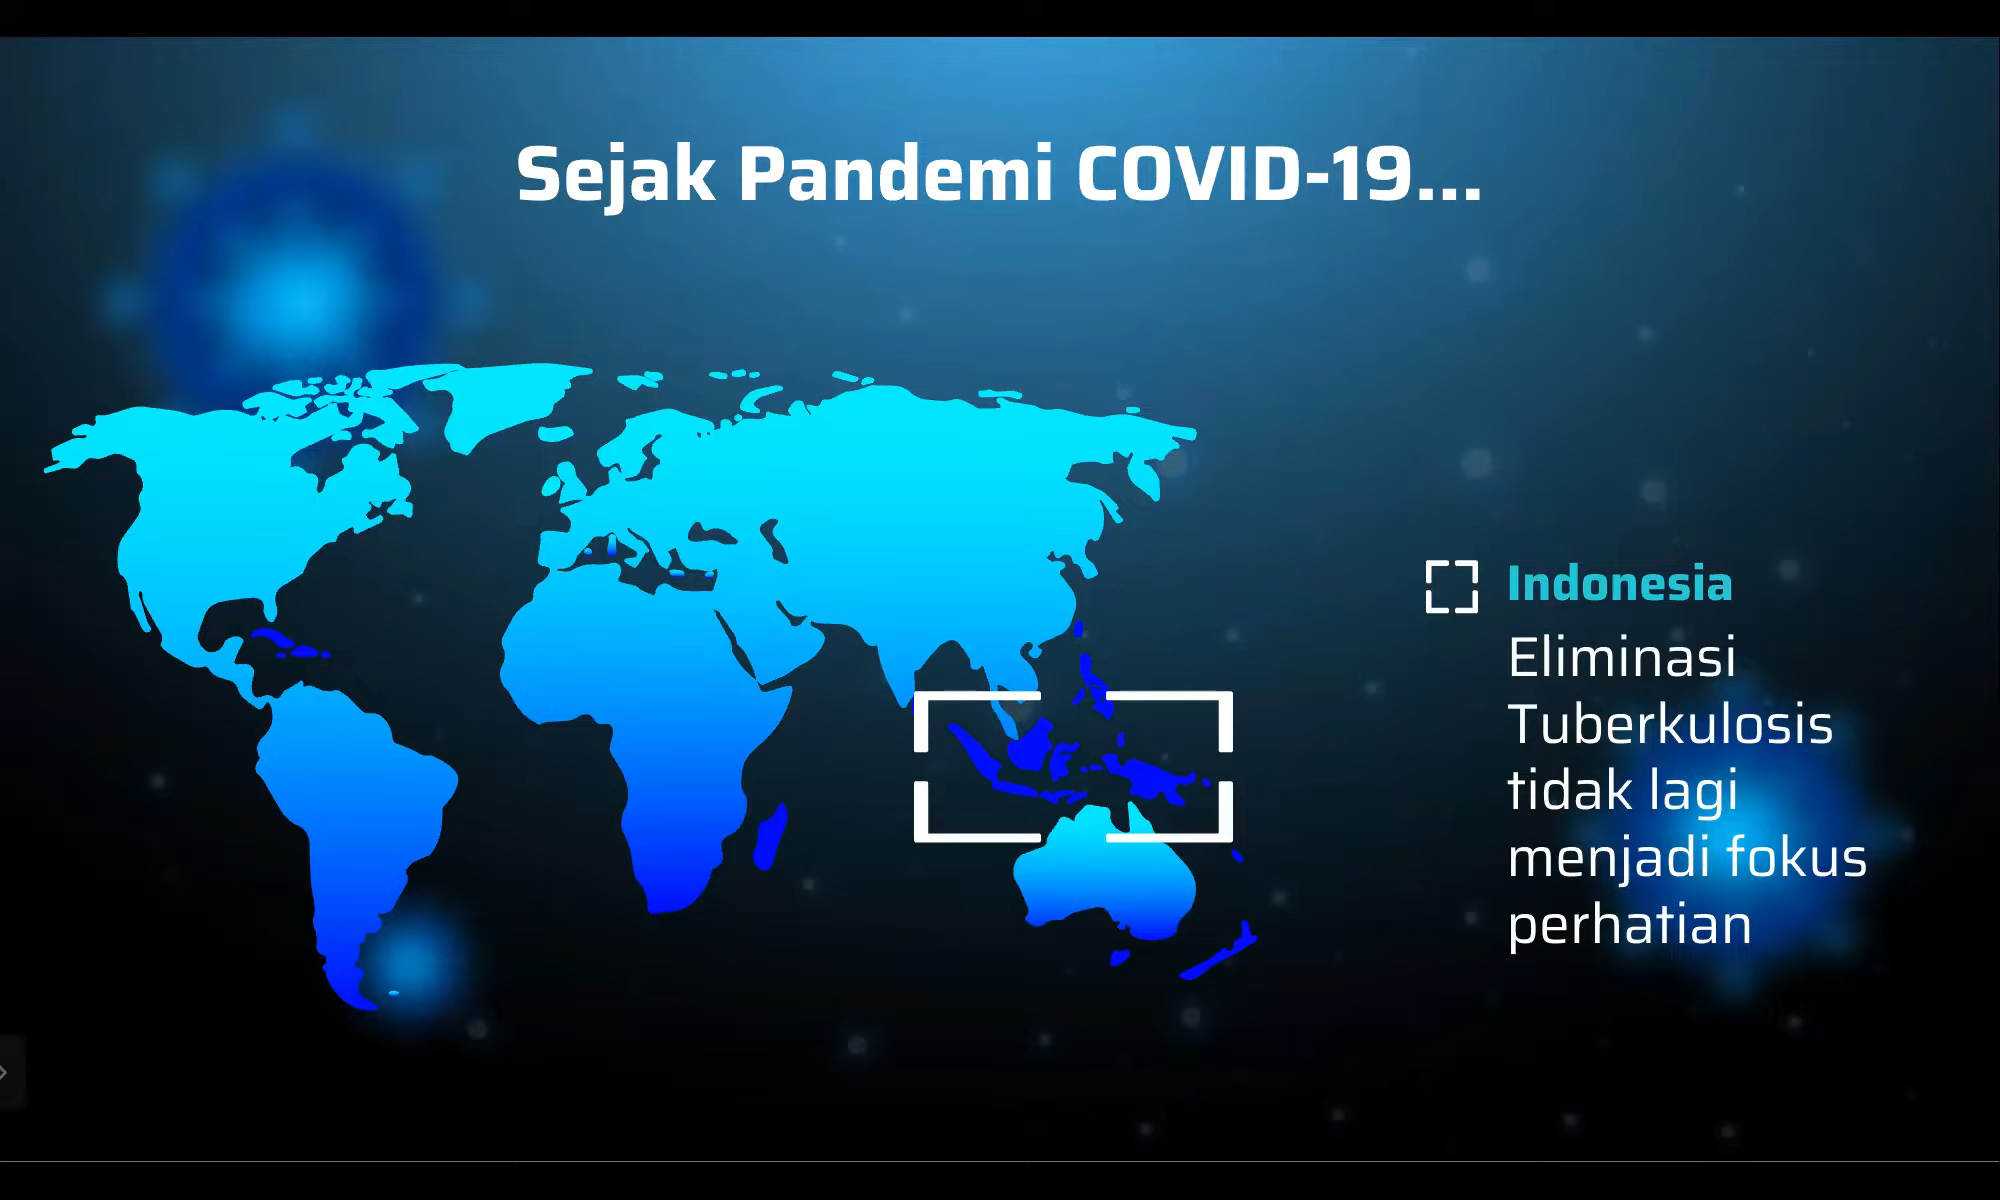 Sejak Pandemi COVID-19...
Indonesia
Eliminasi
Tuberkulosis
tidak lagi
menjadi fokus
perhatian